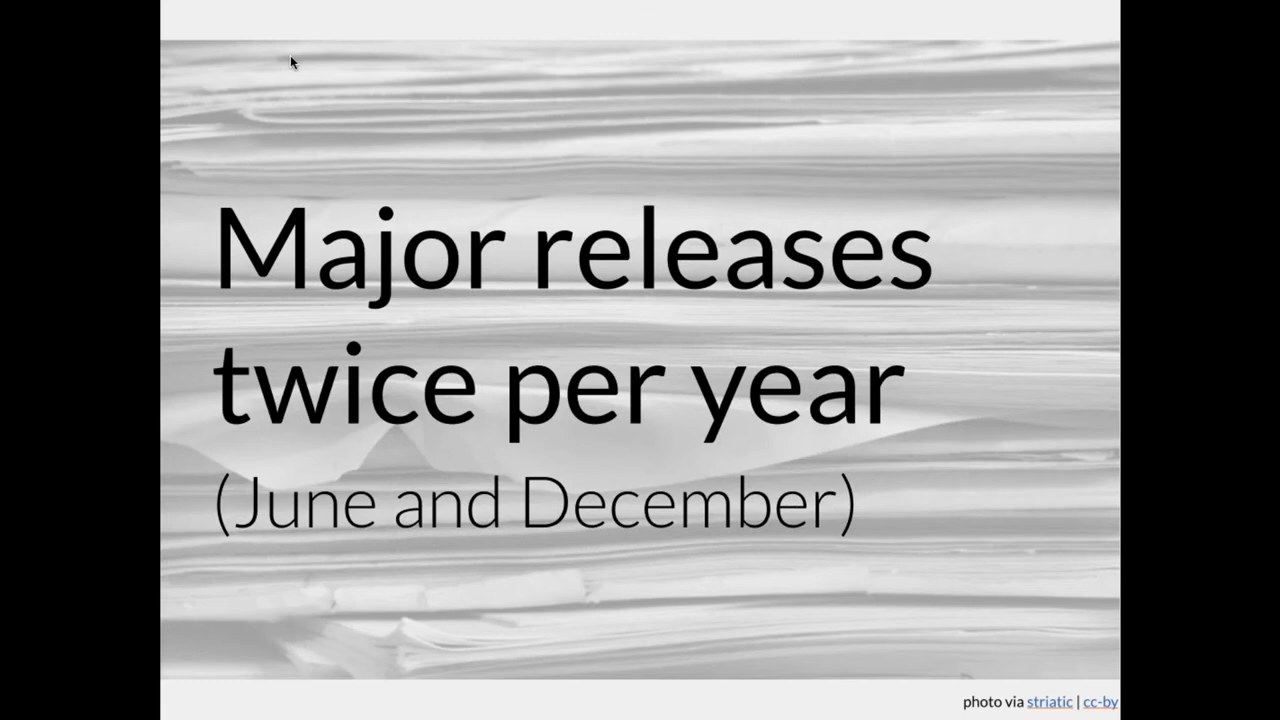 Major releases
twice per year
(June and December)
photo via striatic | cc-by